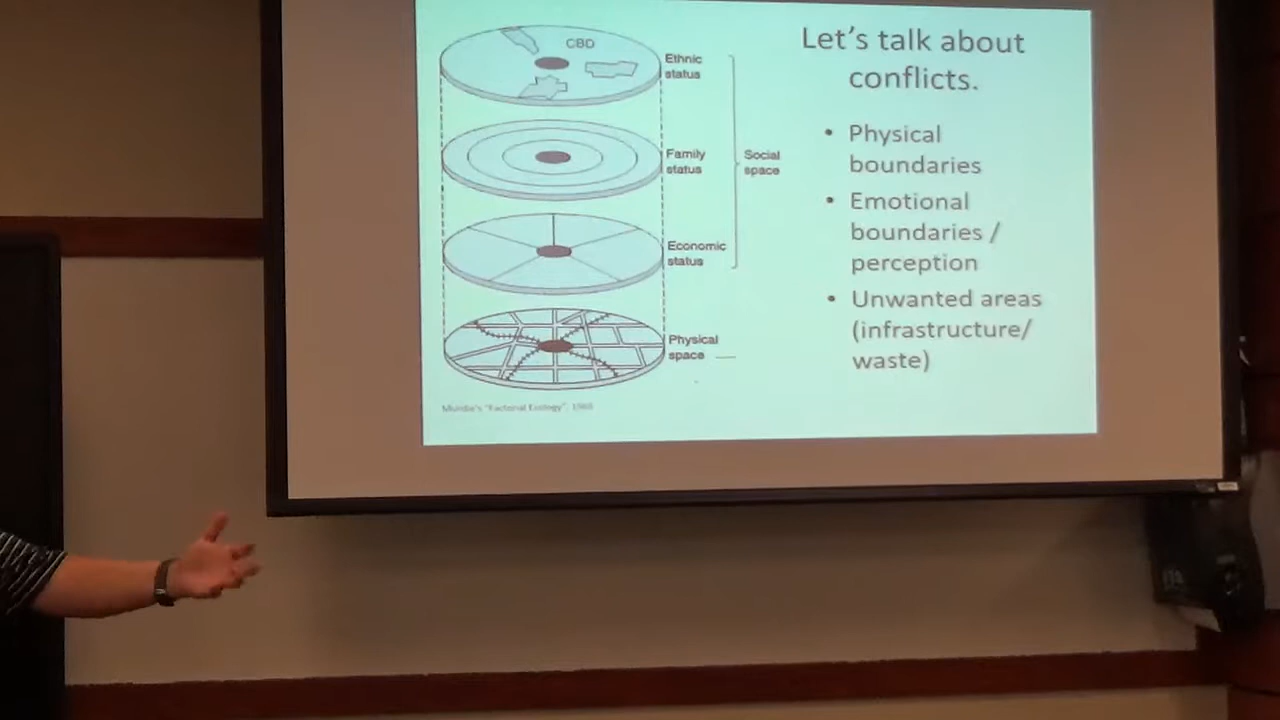 Let's talk about
conflicts.
• Physical
boundaries
• Emotional
boundaries /
perception
• Unwanted areas
(infrastructure/
waste)
CBD
Ethnic
status
Family
status
Social
space
Economic
status
Physical
space
"Factorial Ecology"